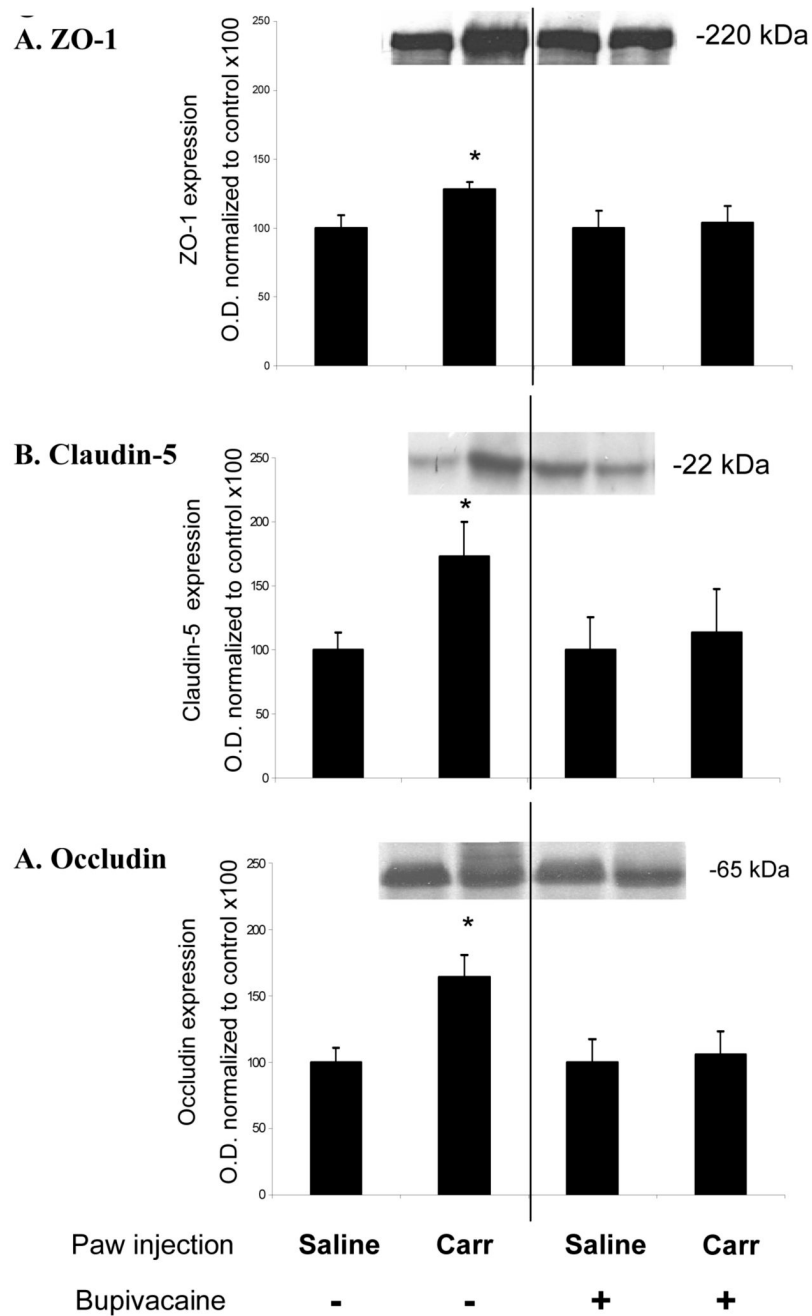 A. ZO-1
-220 kDa
250
200
150
100
50
0
ZO-1 expression
O.D. normalized to control x100
*
B. Claudin-5
-22 kDa
250
200
150
100
50
0
Claudin-5 expression
O.D. normalized to control x100
*
A. Occludin
-65 kDa
250
200
150
100
50
0
Occludin expression
O.D. normalized to control x100
*
Paw injection Saline Carr Saline Carr
Bupivacaine - - + +